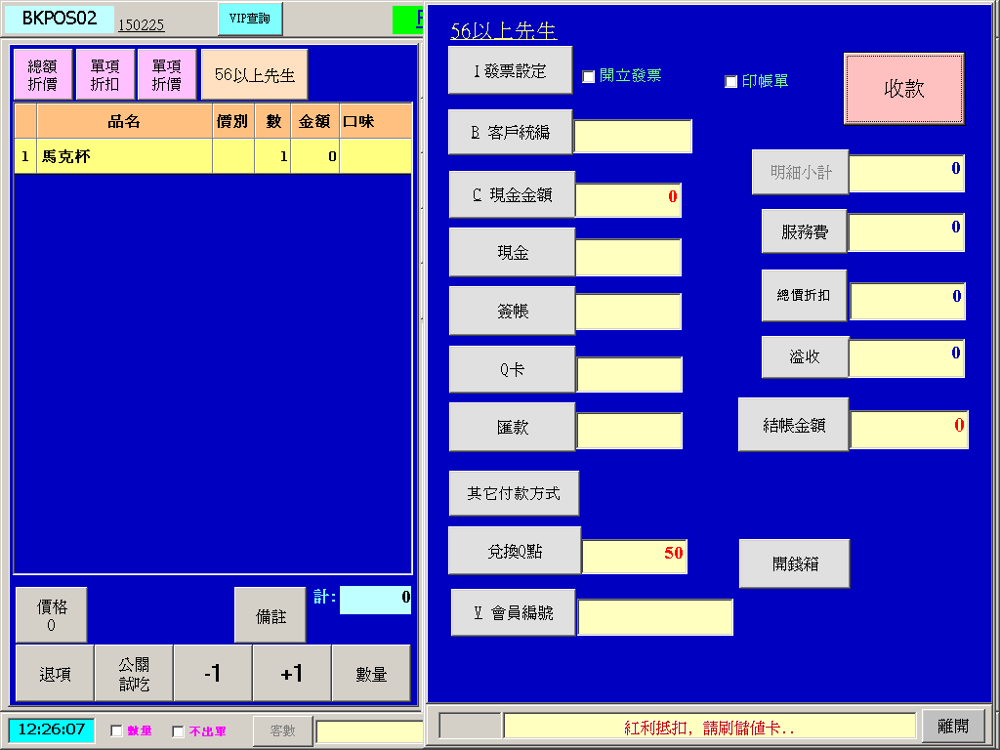 BKPOS02 150225 VIP查詢
總額折價 單項折扣 單項折價 56以上先生
品名 價別 數 金額 口味
1 馬克杯 1 0
價格 0 備註 計: 0
退項 公關試吃 -1 +1 數量
12:26:07 數量 不出單 客數
56以上先生
I 發票設定 開立發票 印帳單 收款
B 客戶統編
明細小計 0
C 現金金額 0
服務費 0
現金
總價折扣 0
簽帳
溢收 0
Q卡
匯款
結帳金額 0
其它付款方式
兌換Q點 50 開錢箱
V 會員編號
紅利抵扣, 請刷儲值卡.. 離開